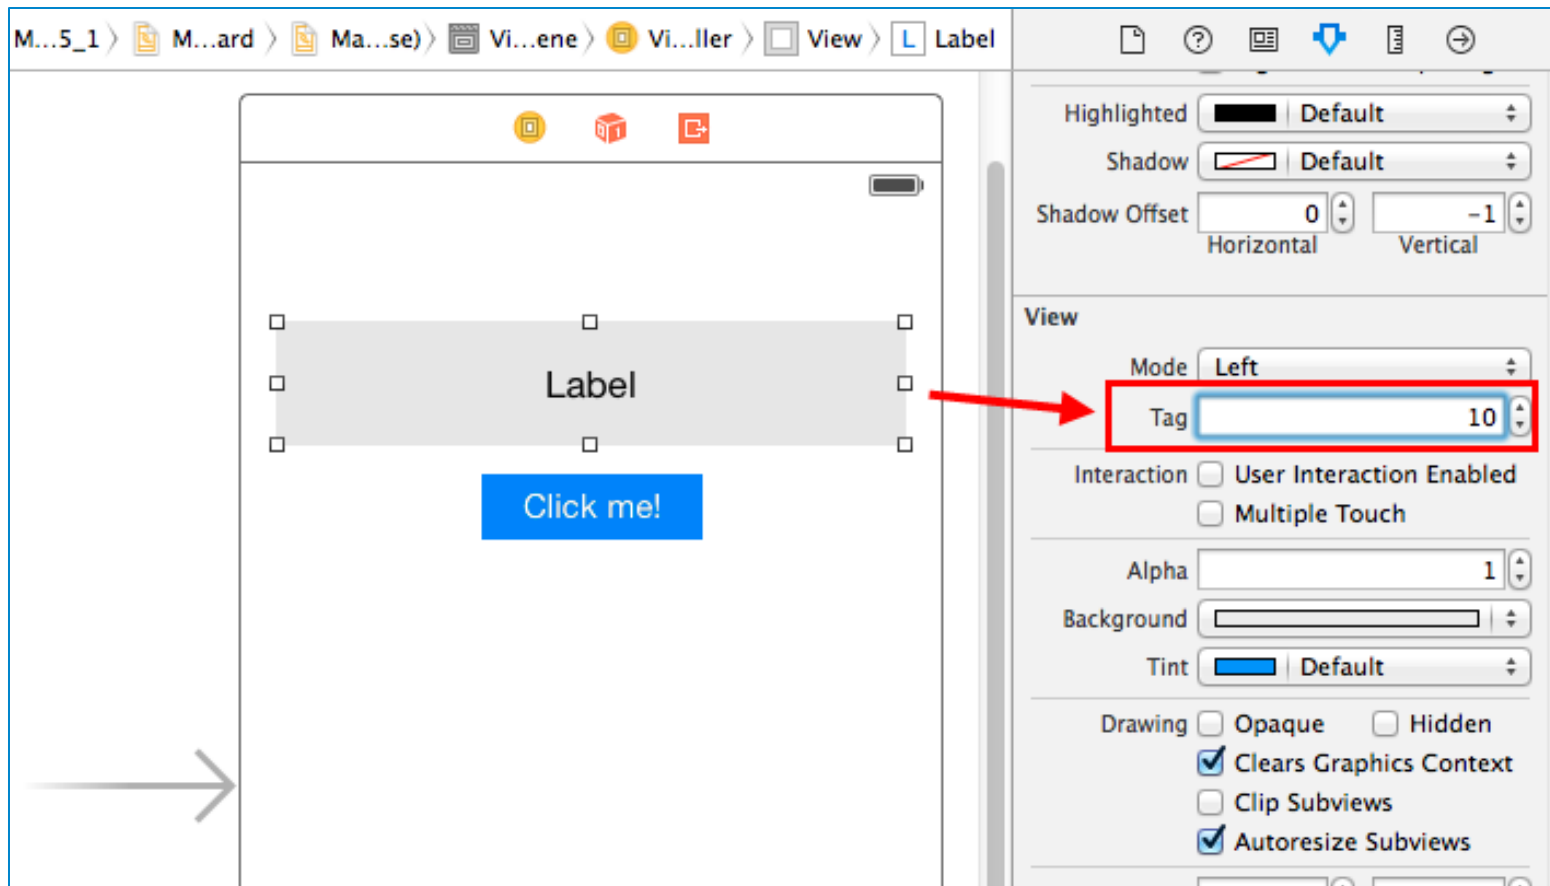 M...5_1 M...ard Ma...se) Vi...ene Vi...ller View L Label
Highlighted Default
Shadow Default
Shadow Offset 0 -1
Horizontal Vertical
View
Mode Left
Label
Tag 10
Interaction User Interaction Enabled
Click me!
Multiple Touch
Alpha 1
Background
Tint Default
Drawing Opaque Hidden
Clears Graphics Context
Clip Subviews
Autoresize Subviews